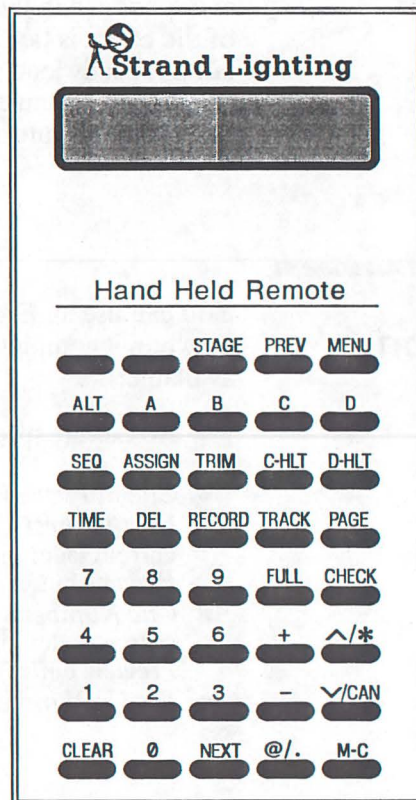 Strand Lighting
Hand Held Remote
STAGE PREV MENU
ALT A B C D
SEQ ASSIGN TRIM C-HLT D-HLT
TIME DEL RECORD TRACK PAGE
7 8 9 FULL CHECK
4 5 6 + ^/*
1 2 3 - ⌵/CAN
CLEAR 0 NEXT @/. M-C